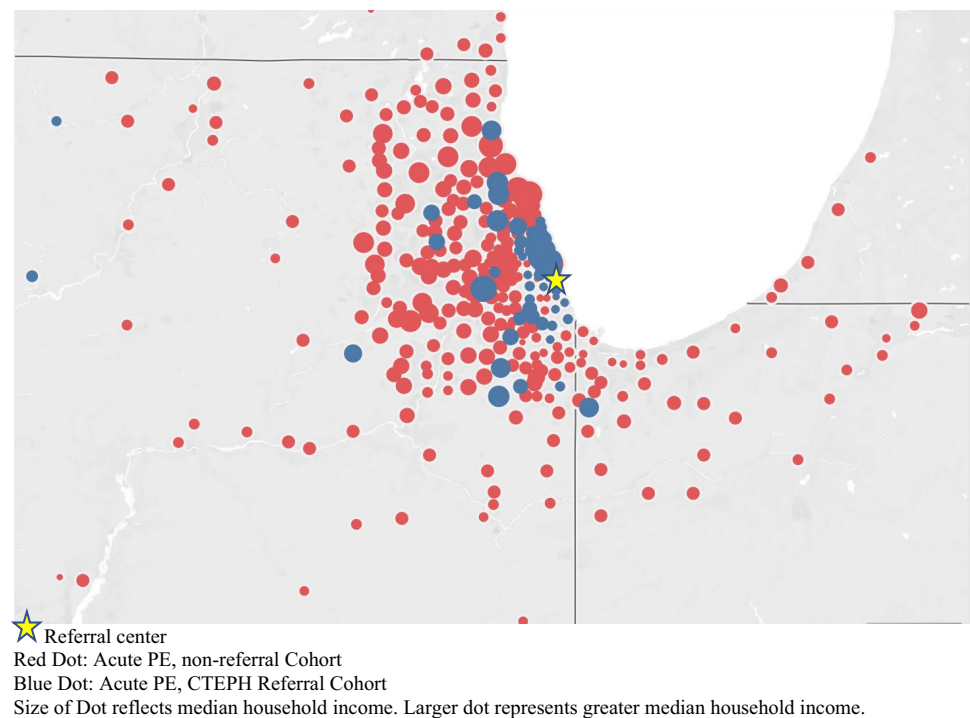 Referral center
Red Dot: Acute PE, non-referral Cohort
Blue Dot: Acute PE, CTEPH Referral Cohort
Size of Dot reflects median household income. Larger dot represents greater median household income.